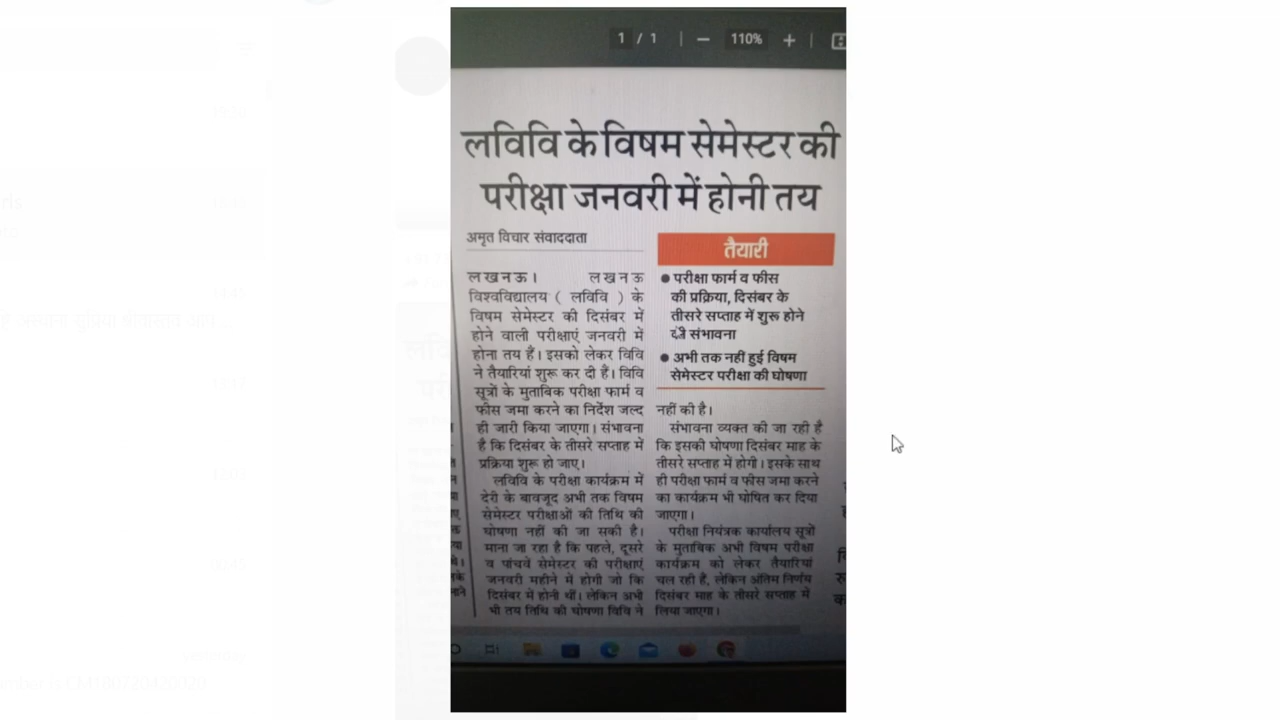 1 / 1 | — 110% + |
लविवि के विषम सेमेस्टर की
परीक्षा जनवरी में होनी तय
अमृत विचार संवाददाता
लखनऊ। लखनऊ
विश्वविद्यालय ( लविवि ) के
विषम सेमेस्टर की दिसंबर में
होने वाली परीक्षाएं जनवरी में
होना तय हैं। इसको लेकर विवि
ने तैयारियां शुरू कर दी हैं। विवि
सूत्रों के मुताबिक परीक्षा फार्म व
फीस जमा करने का निर्देश जल्द
ही जारी किया जाएगा। संभावना
है कि दिसंबर के तीसरे सप्ताह में
प्रक्रिया शुरू हो जाए।
लविवि के परीक्षा कार्यक्रम में
देरी के बावजूद अभी तक विषम
सेमेस्टर परीक्षाओं की तिथि की
घोषणा नहीं की जा सकी है।
माना जा रहा है कि पहले, दूसरे
व पांचवें सेमेस्टर की परीक्षाएं
जनवरी महीने में होगी जो कि
दिसंबर में होनी थीं। लेकिन अभी
भी तय तिथि की घोषणा विवि ने
तैयारी
● परीक्षा फार्म व फीस
की प्रक्रिया, दिसंबर के
तीसरे सप्ताह में शुरू होने
की संभावना
● अभी तक नहीं हुई विषम
सेमेस्टर परीक्षा की घोषणा
नहीं की है।
संभावना व्यक्त की जा रही है
कि इसकी घोषणा दिसंबर माह के
तीसरे सप्ताह में होगी। इसके साथ
ही परीक्षा फार्म व फीस जमा करने
का कार्यक्रम भी घोषित कर दिया
जाएगा।
परीक्षा नियंत्रक कार्यालय सूत्रों
के मुताबिक अभी विषम परीक्षा
कार्यक्रम को लेकर तैयारियां
चल रही हैं, लेकिन अंतिम निर्णय
दिसंबर माह के तीसरे सप्ताह में
लिया जाएगा।